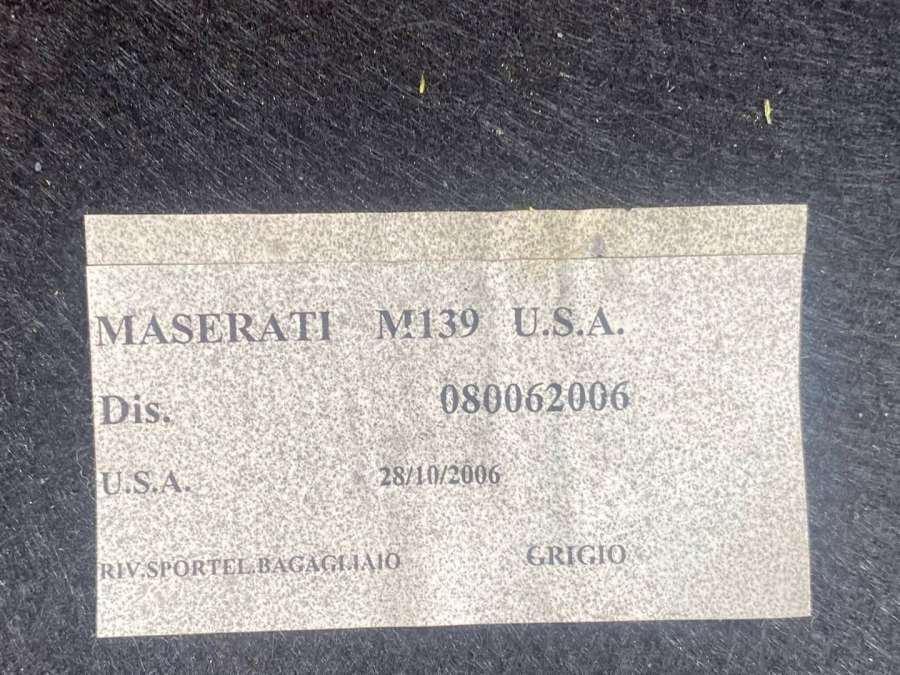 MASERATI M139 U.S.A.
Dis. 080062006
U.S.A. 28/10/2006
RIV.SPORTEL.BAGAGLIAIO GRIGIO